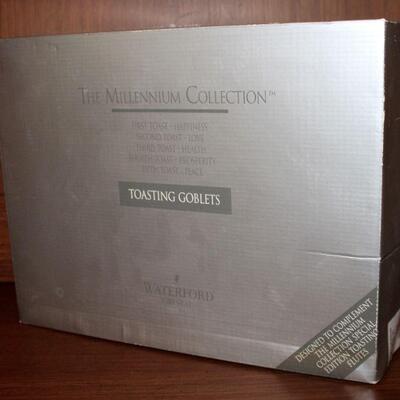 THE MILLENNIUM COLLECTION™
FIRST TOAST - HAPPINESS
SECOND TOAST - LOVE
THIRD TOAST - HEALTH
FOURTH TOAST - PROSPERITY
FIFTH TOAST - PEACE
TOASTING GOBLETS
WATERFORD
CRYSTAL
DESIGNED TO COMPLEMENT
THE MILLENNIUM
COLLECTION SPECIAL
EDITION TOASTING
FLUTES